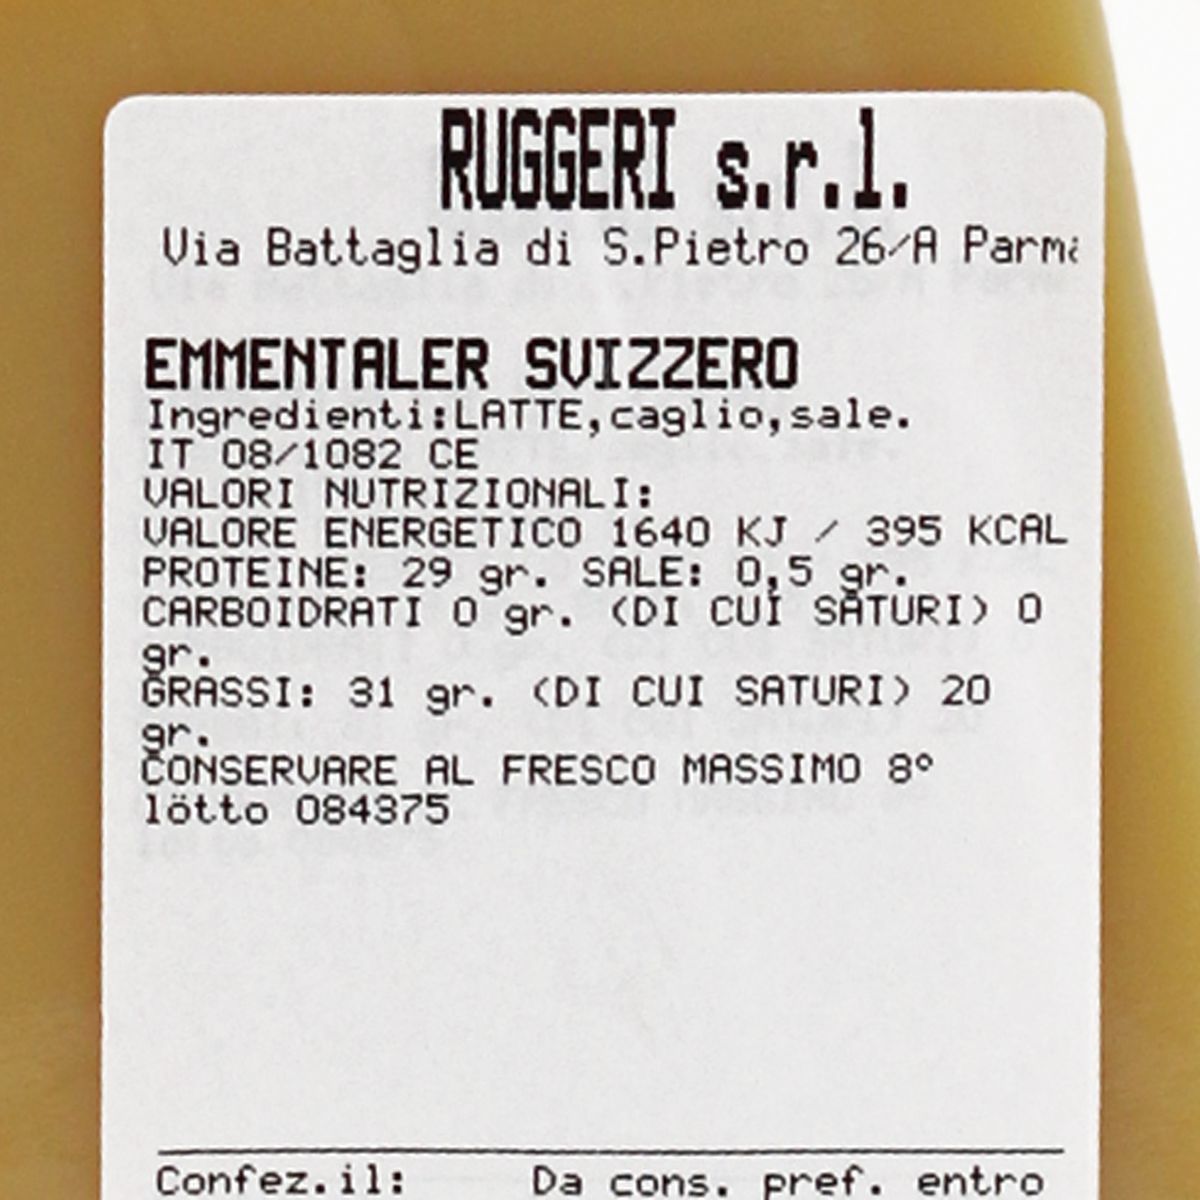 RUGGERI s.r.l.
Via Battaglia di S.Pietro 26/A Parma
EMMENTALER SVIZZERO
Ingredienti:LATTE,caglio,sale.
IT 08/1082 CE
VALORI NUTRIZIONALI:
VALORE ENERGETICO 1640 KJ / 395 KCAL
PROTEINE: 29 gr. SALE: 0,5 gr.
CARBOIDRATI 0 gr. (DI CUI SATURI) 0
gr.
GRASSI: 31 gr. (DI CUI SATURI) 20
gr.
CONSERVARE AL FRESCO MASSIMO 8°
lotto 084375
Confez.il: Da cons. pref. entro